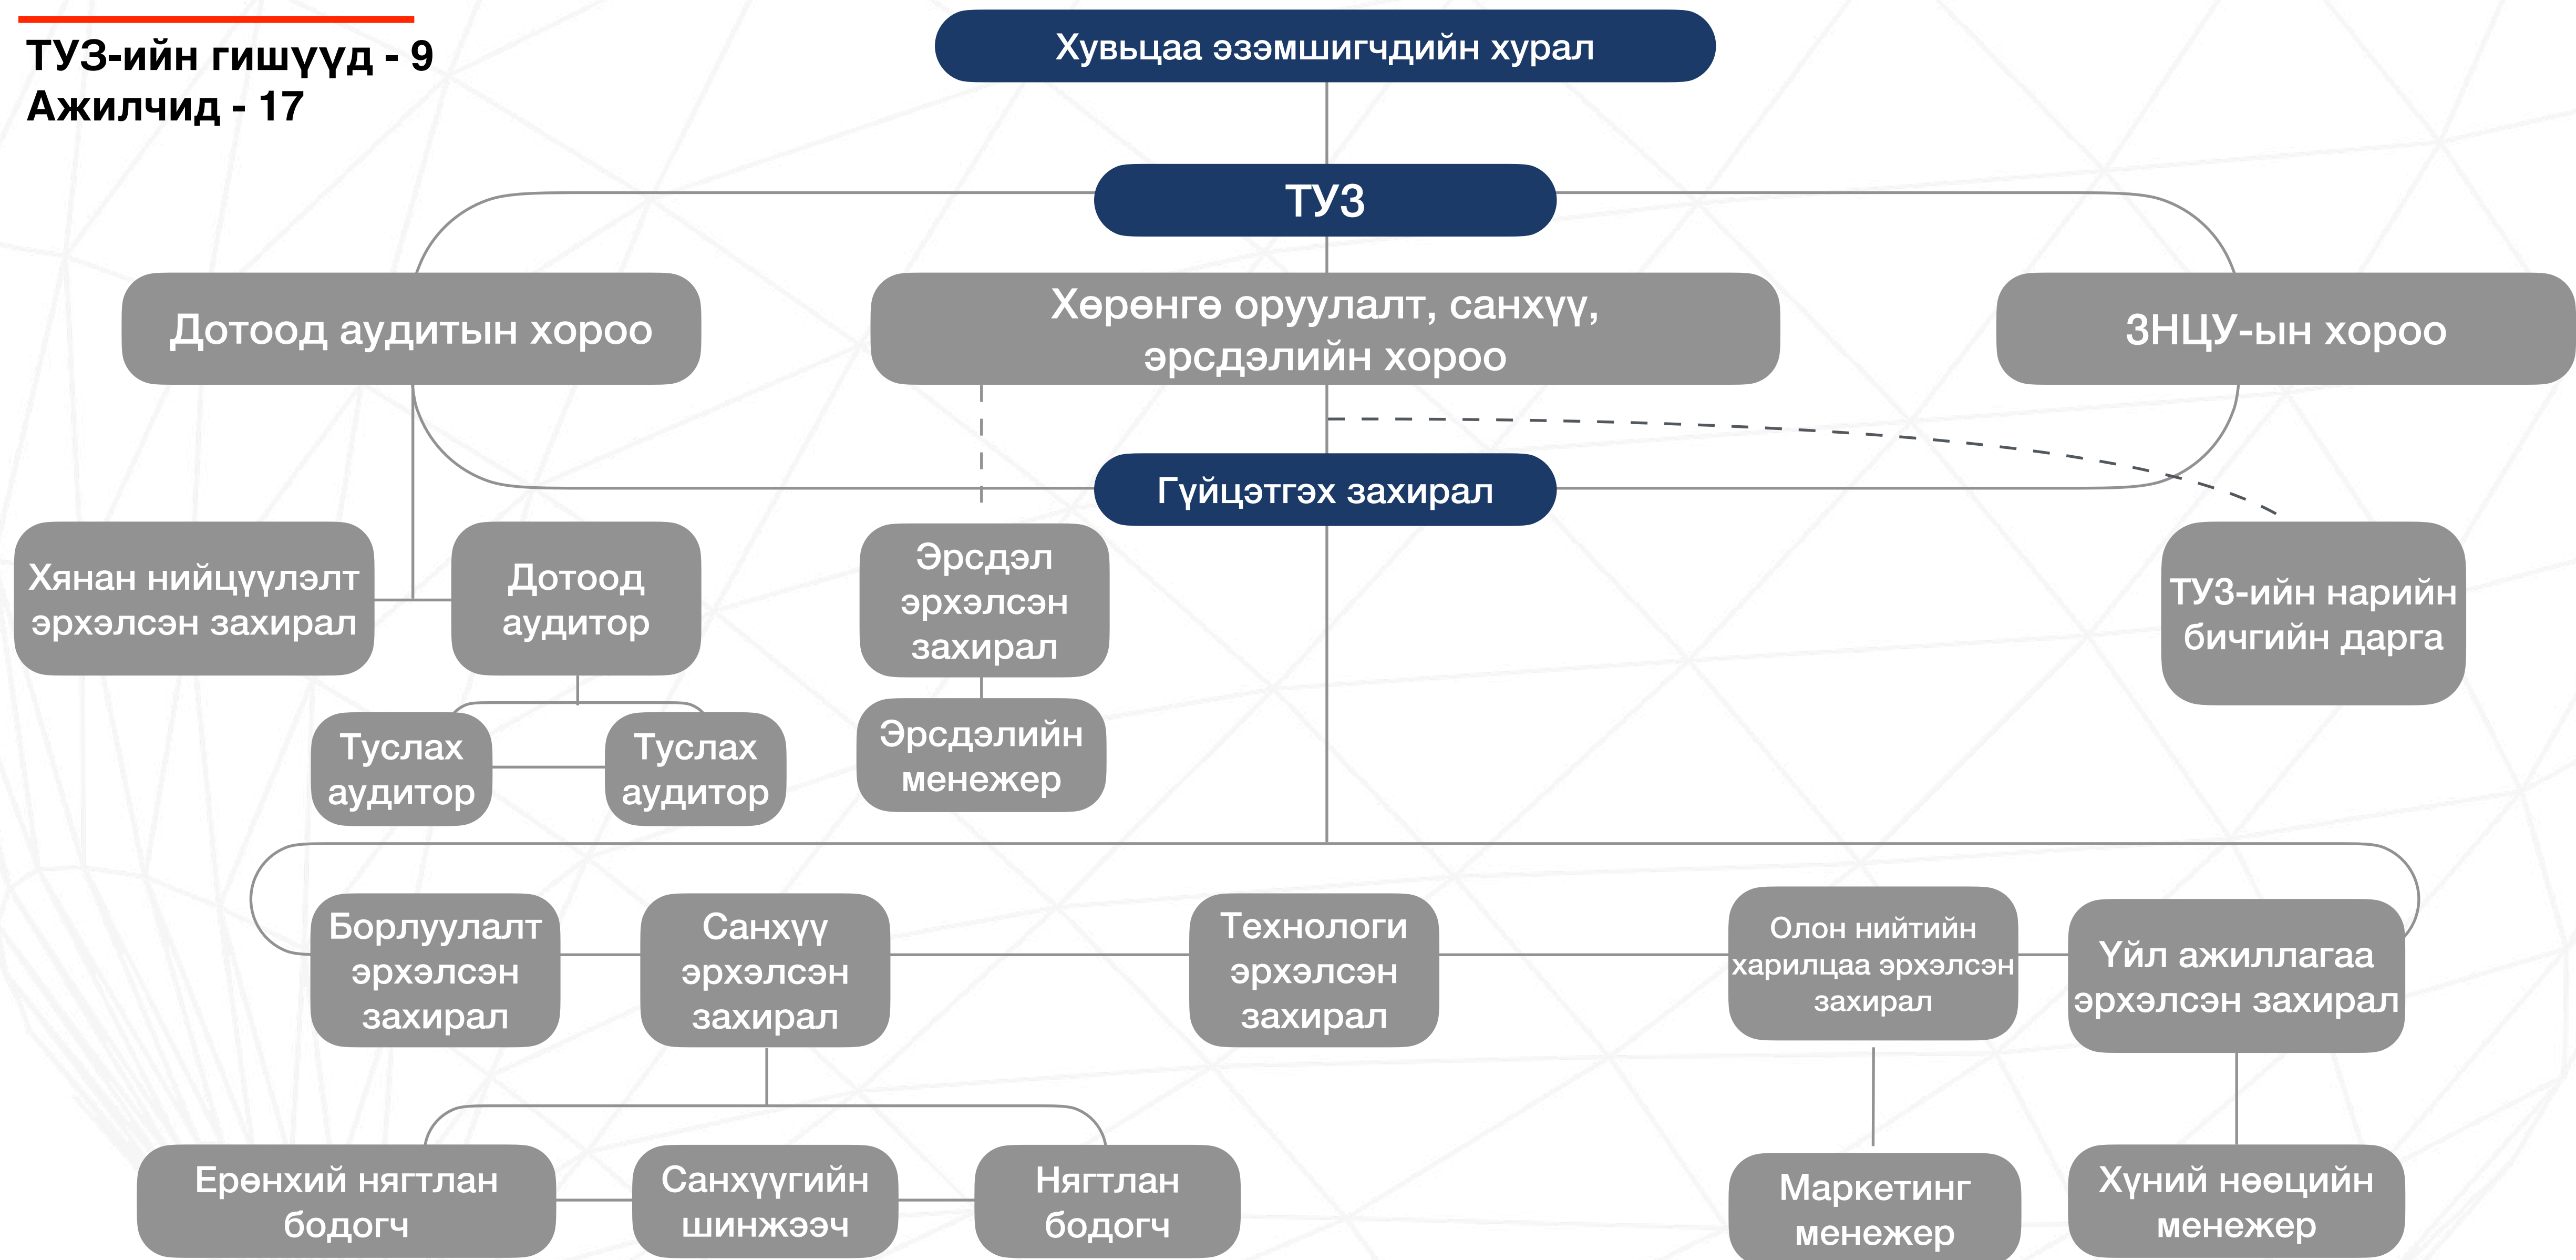 ТУЗ-ийн гишүүд - 9
Ажилчид - 17
Хувьцаа эзэмшигчдийн хурал
ТУЗ
Дотоод аудитын хороо
Хөрөнгө оруулалт, санхүү,
эрсдэлийн хороо
ЗНЦУ-ын хороо
Гүйцэтгэх захирал
Хянан нийцүүлэлт
эрхэлсэн захирал
Дотоод
аудитор
Эрсдэл
эрхэлсэн
захирал
ТУЗ-ийн нарийн
бичгийн дарга
Туслах
аудитор
Туслах
аудитор
Эрсдэлийн
менежер
Борлуулалт
эрхэлсэн
захирал
Санхүү
эрхэлсэн
захирал
Технологи
эрхэлсэн
захирал
Олон нийтийн
харилцаа эрхэлсэн
захирал
Үйл ажиллагаа
эрхэлсэн захирал
Ерөнхий нягтлан
бодогч
Санхүүгийн
шинжээч
Нягтлан
бодогч
Маркетинг
менежер
Хүний нөөцийн
менежер